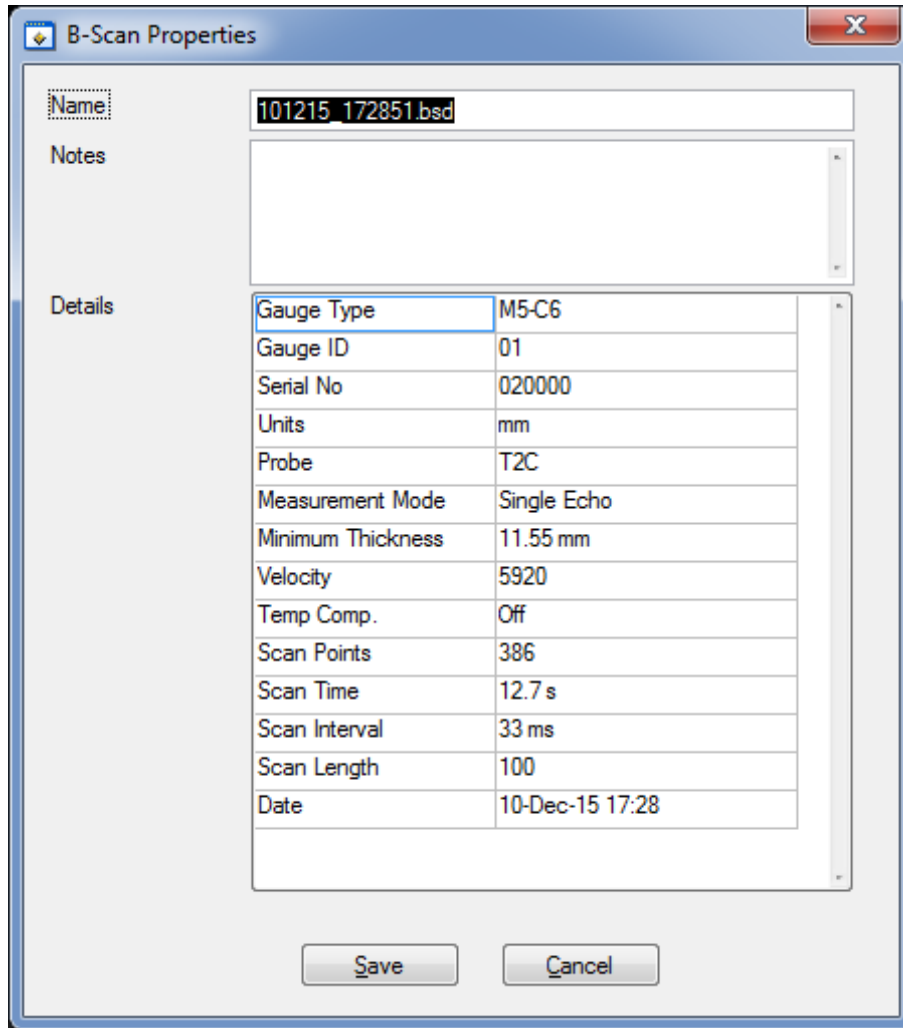 B-Scan Properties
Name 101215_172851.bsd
Notes
Details
Gauge Type M5-C6
Gauge ID 01
Serial No 020000
Units mm
Probe T2C
Measurement Mode Single Echo
Minimum Thickness 11.55 mm
Velocity 5920
Temp Comp. Off
Scan Points 386
Scan Time 12.7 s
Scan Interval 33 ms
Scan Length 100
Date 10-Dec-15 17:28
Save Cancel